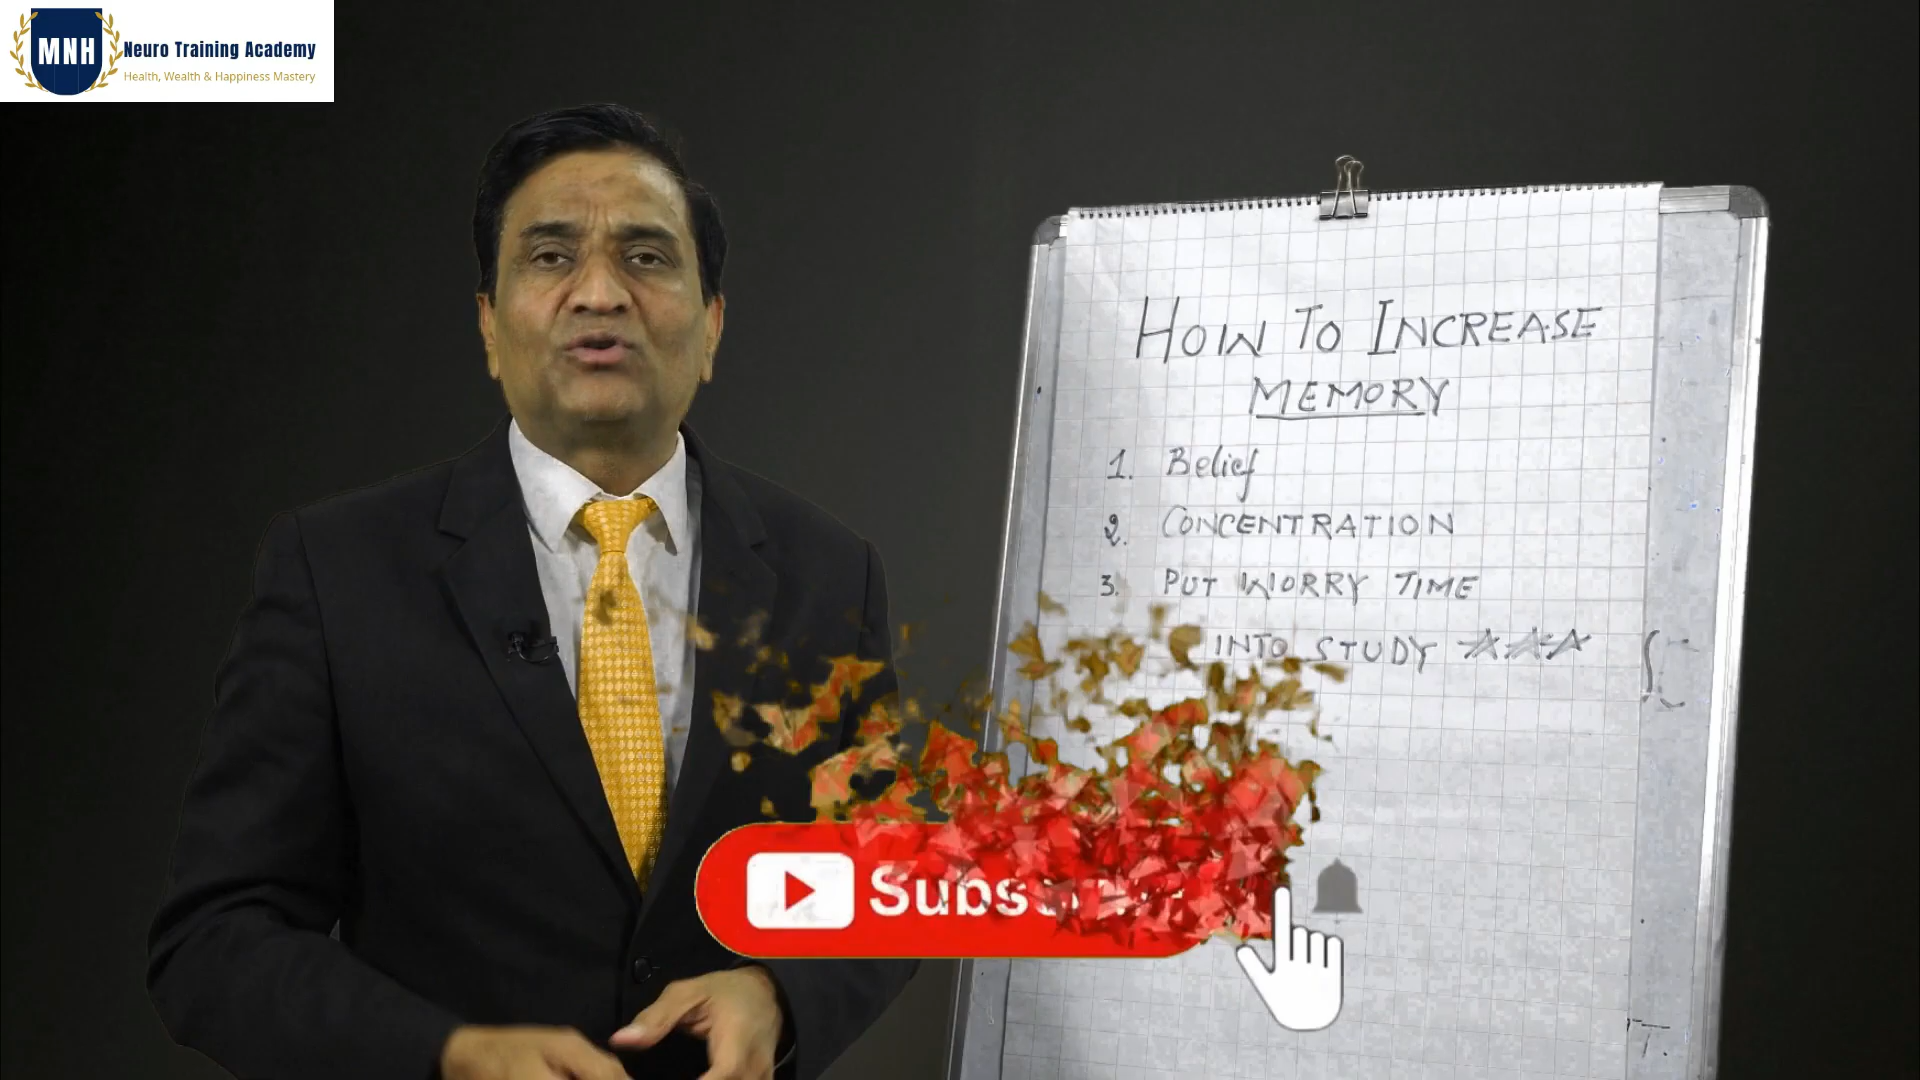 MNH
Neuro Training Academy
Health, Wealth & Happiness Mastery
HOW TO INCREASE
MEMORY
1. Belief
2. CONCENTRATION
3. PUT WORRY TIME
INTO STUDY